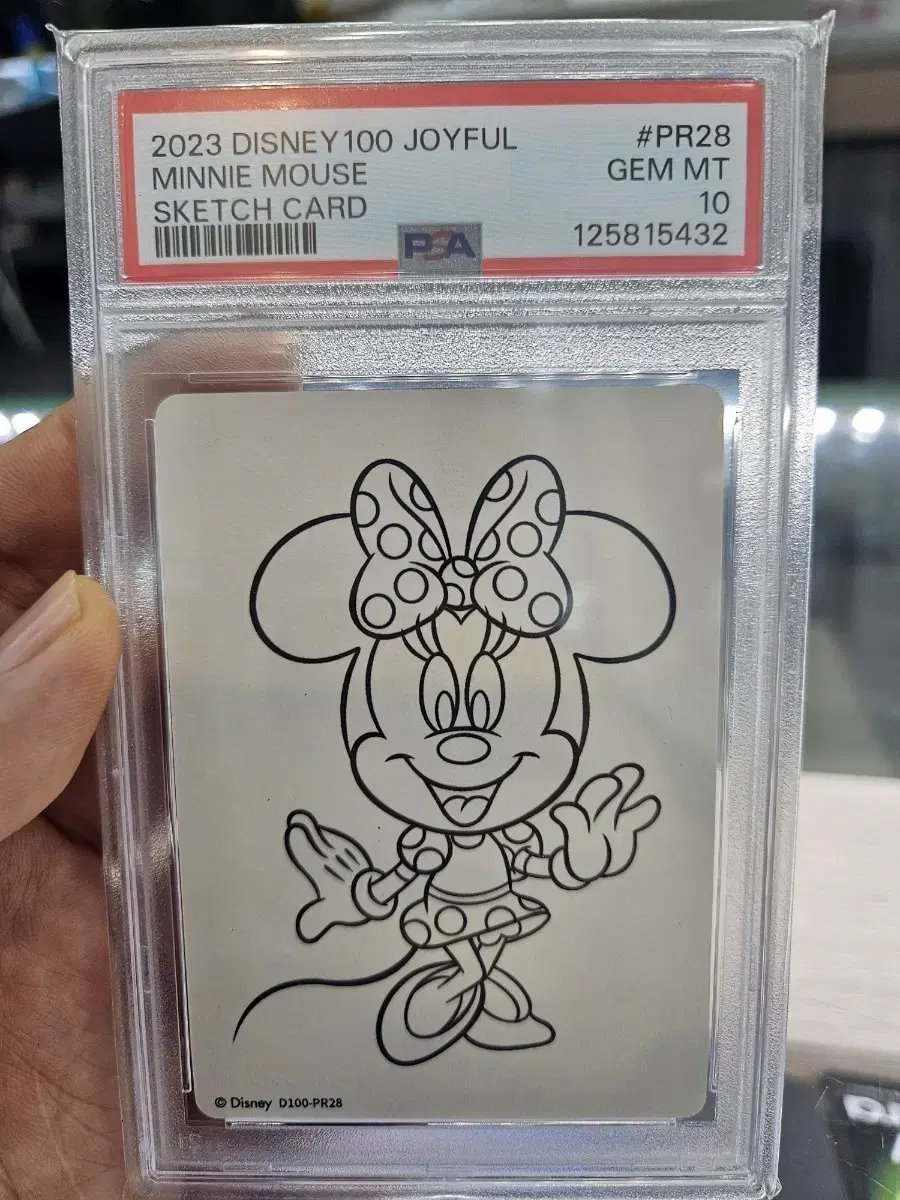 2023 DISNEY100 JOYFUL #PR28
MINNIE MOUSE GEM MT
SKETCH CARD 10
PSA 125815432
© Disney D100-PR28